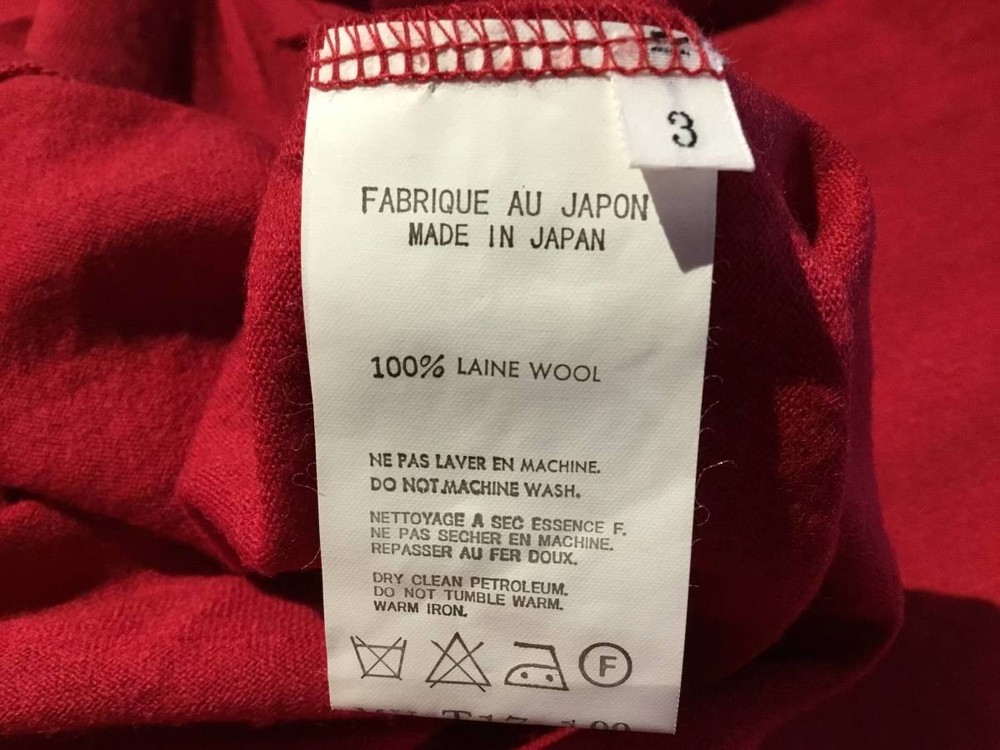 3
FABRIQUE AU JAPON
MADE IN JAPAN
100% LAINE WOOL
NE PAS LAVER EN MACHINE.
DO NOT.MACHINE WASH.
NETTOYAGE A SEC ESSENCE F.
NE PAS SECHER EN MACHINE.
REPASSER AU FER DOUX.
DRY CLEAN PETROLEUM.
DO NOT TUMBLE WARM.
WARM IRON.
F